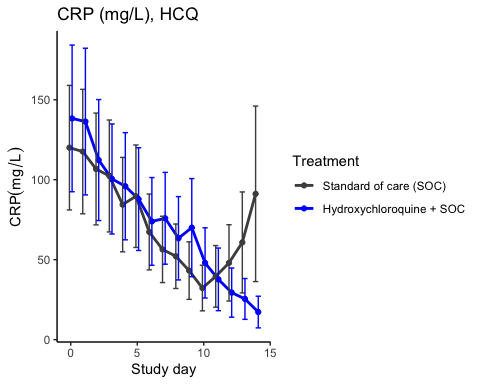 CRP (mg/L), HCQ
CRP(mg/L)
150
100
50
0
0 5 10 15
Study day
Treatment
Standard of care (SOC)
Hydroxychloroquine + SOC